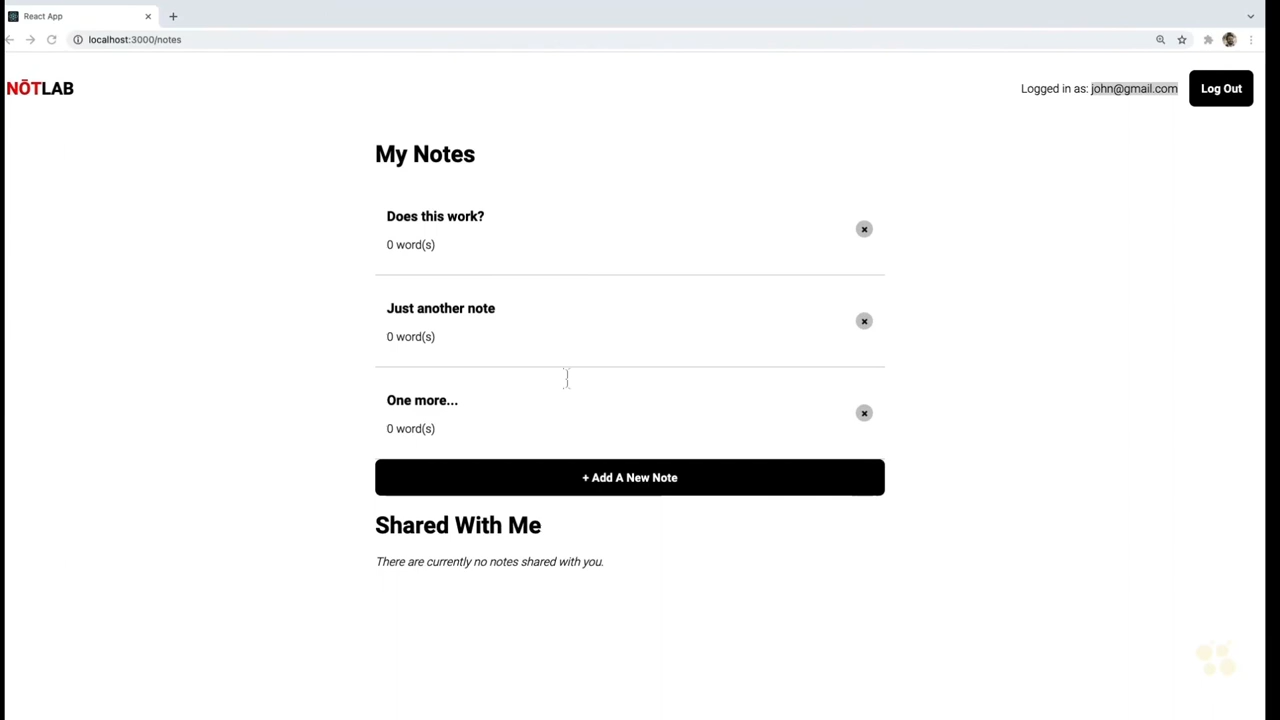 React App
localhost:3000/notes
NŌTLAB
Logged in as: john@gmail.com
Log Out
My Notes
Does this work?
0 word(s)
Just another note
0 word(s)
One more...
0 word(s)
+ Add A New Note
Shared With Me
There are currently no notes shared with you.